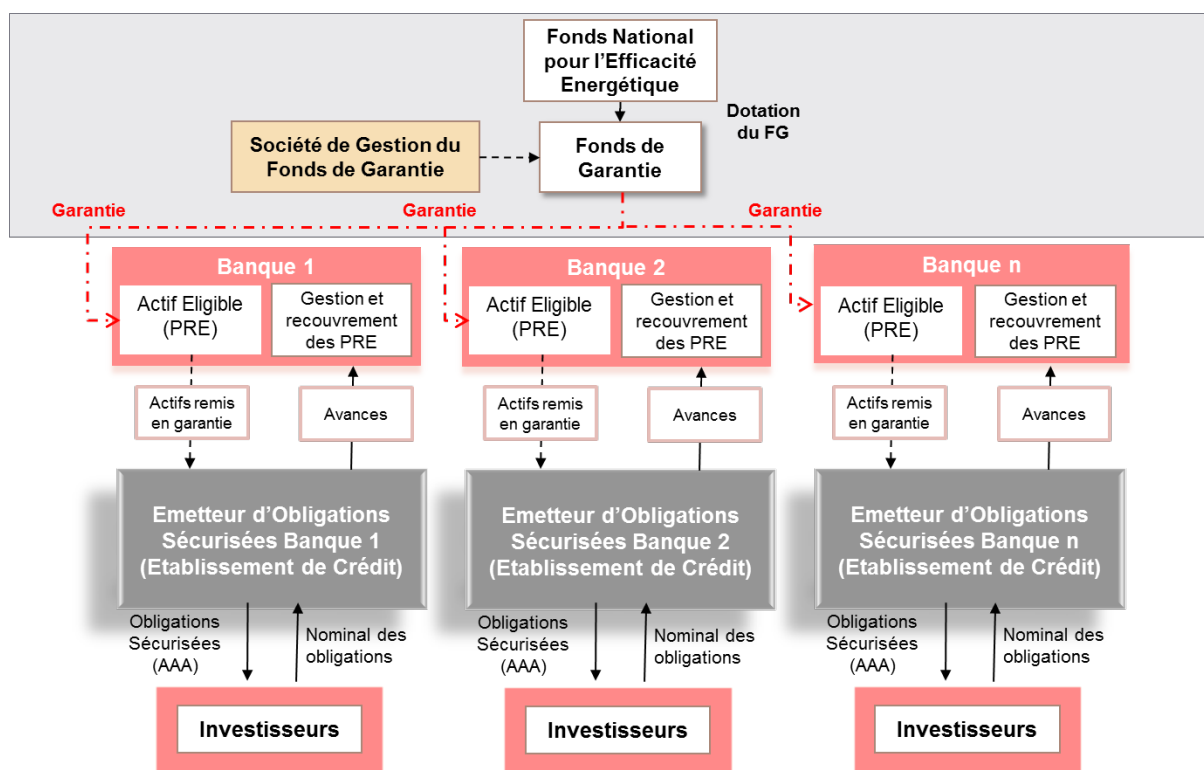 Fonds National
pour l'Efficacité
Energétique
Dotation
du FG
Société de Gestion du
Fonds de Garantie
Fonds de
Garantie
Garantie
Garantie
Garantie
Banque 1
Actif Eligible
(PRE)
Gestion et
recouvrement
des PRE
Banque 2
Actif Eligible
(PRE)
Gestion et
recouvrement
des PRE
Banque n
Actif Eligible
(PRE)
Gestion et
recouvrement
des PRE
Actifs remis
en garantie
Avances
Actifs remis
en garantie
Avances
Actifs remis
en garantie
Avances
Emetteur d'Obligations
Sécurisées Banque 1
(Etablissement de Crédit)
Emetteur d'Obligations
Sécurisées Banque 2
(Etablissement de Crédit)
Emetteur d'Obligations
Sécurisées Banque n
(Etablissement de Crédit)
Obligations
Sécurisées
(AAA)
Nominal des
obligations
Obligations
Sécurisées
(AAA)
Nominal des
obligations
Obligations
Sécurisées
(AAA)
Nominal des
obligations
Investisseurs
Investisseurs
Investisseurs